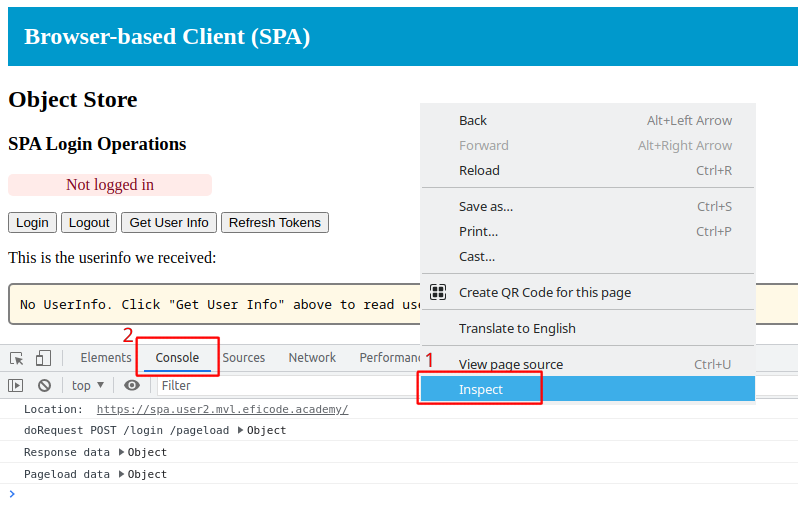 Browser-based Client (SPA)
Object Store
SPA Login Operations
Not logged in
Login Logout Get User Info Refresh Tokens
This is the userinfo we received:
No UserInfo. Click "Get User Info" above to read
Back Alt+Left Arrow
Forward Alt+Right Arrow
Reload Ctrl+R
Save as... Ctrl+S
Print... Ctrl+P
Cast...
Create QR Code for this page
Translate to English
View page source Ctrl+U
1
Inspect
2
Elements Console Sources Network
top Filter
Location: https://spa.user2.mvl.eficode.academy/
doRequest POST /login /pageload Object
Response data Object
Pageload data Object